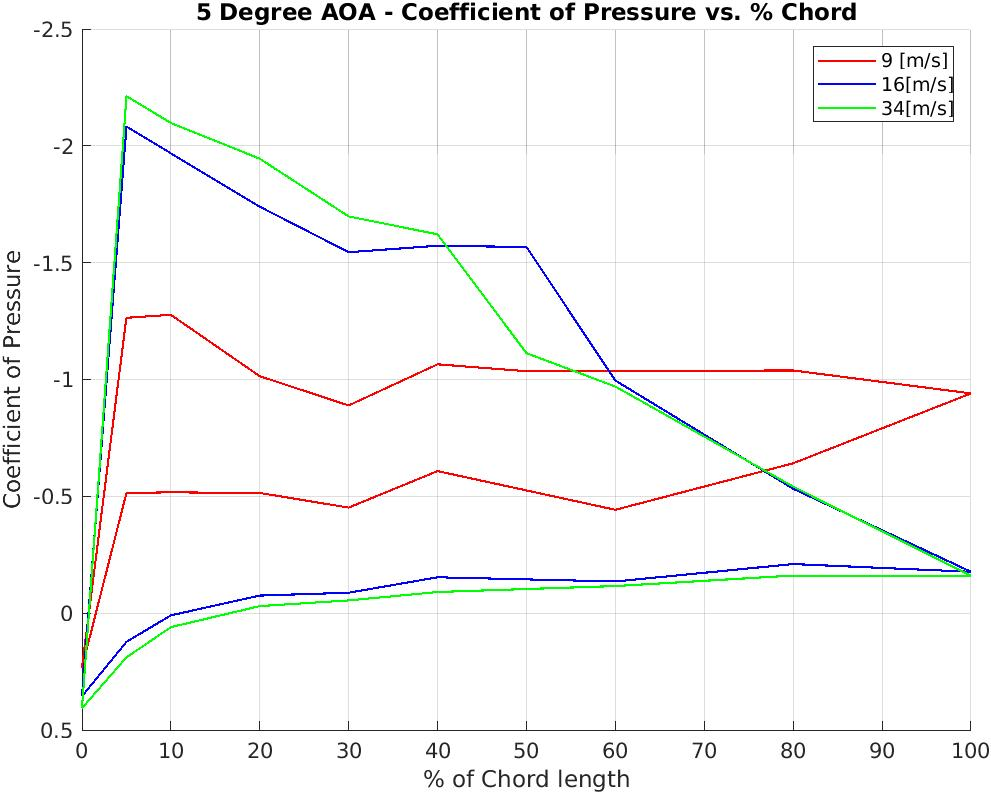 5 Degree AOA - Coefficient of Pressure vs. % Chord
-2.5
-2
-1.5
-1
-0.5
0
0.5
Coefficient of Pressure
9 [m/s]
16[m/s]
34[m/s]
0 10 20 30 40 50 60 70 80 90 100
% of Chord length